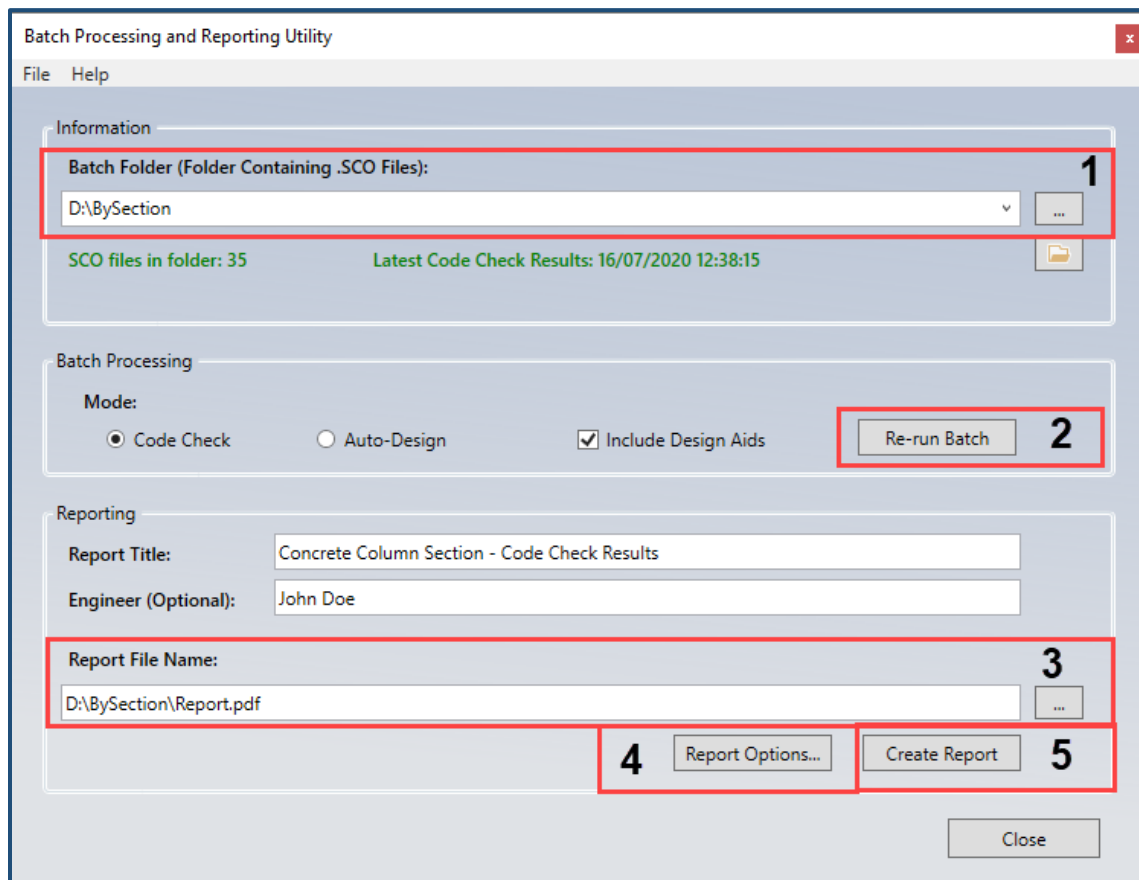 Batch Processing and Reporting Utility
x
File Help
Information
Batch Folder (Folder Containing .SCO Files):
1
D:\BySection
...
SCO files in folder: 35 Latest Code Check Results: 16/07/2020 12:38:15
Batch Processing
Mode:
Code Check Auto-Design Include Design Aids Re-run Batch 2
Reporting
Report Title: Concrete Column Section - Code Check Results
Engineer (Optional): John Doe
Report File Name:
3
D:\BySection\Report.pdf
...
4 Report Options... Create Report 5
Close